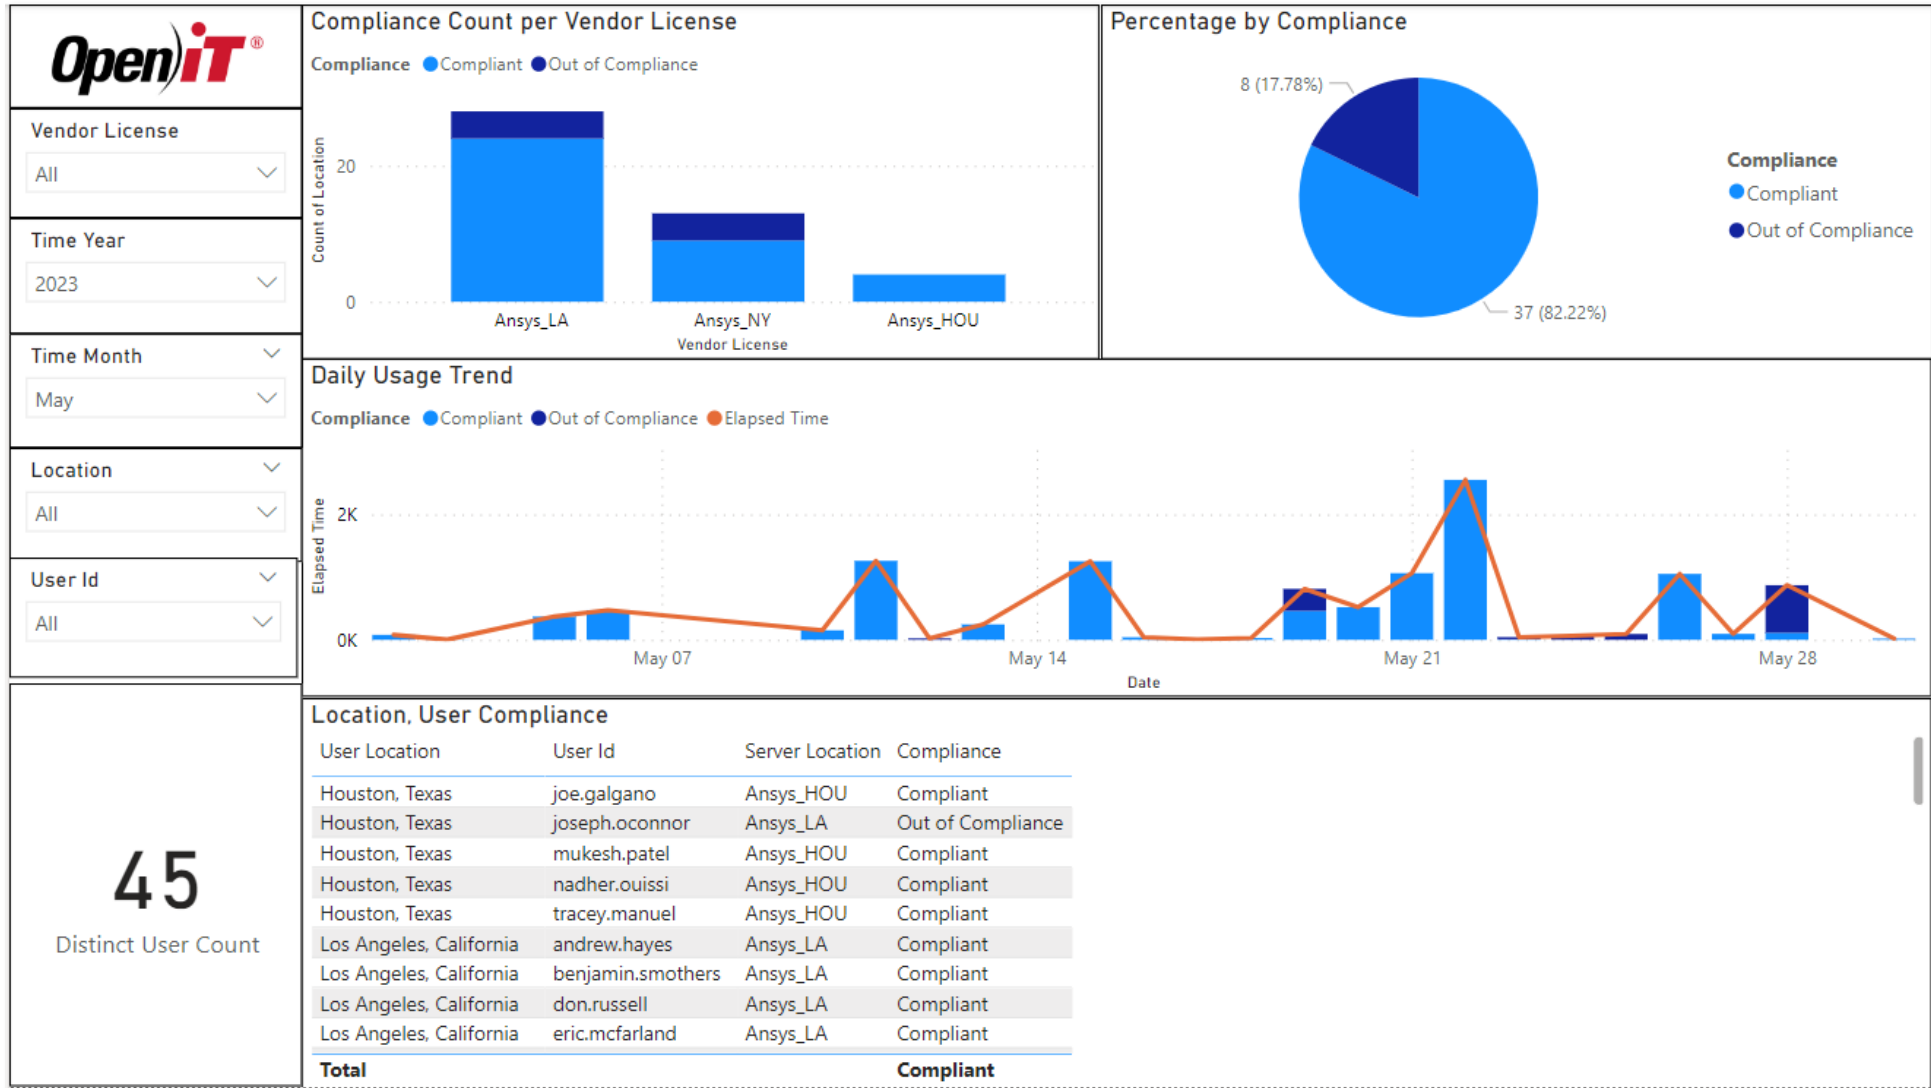 Open iT ®
Vendor License
All
Time Year
2023
Time Month
May
Location
All
User Id
All
45
Distinct User Count
Compliance Count per Vendor License
Compliance Compliant Out of Compliance
Count of Location
20
0
Ansys_LA Ansys_NY Ansys_HOU
Vendor License
Percentage by Compliance
8 (17.78%)
37 (82.22%)
Compliance
Compliant
Out of Compliance
Daily Usage Trend
Compliance Compliant Out of Compliance Elapsed Time
Elapsed Time
2K
0K
May 07 May 14 May 21 May 28
Date
Location, User Compliance
User Location User Id Server Location Compliance
Houston, Texas joe.galgano Ansys_HOU Compliant
Houston, Texas joseph.oconnor Ansys_LA Out of Compliance
Houston, Texas mukesh.patel Ansys_HOU Compliant
Houston, Texas nadher.ouissi Ansys_HOU Compliant
Houston, Texas tracey.manuel Ansys_HOU Compliant
Los Angeles, California andrew.hayes Ansys_LA Compliant
Los Angeles, California benjamin.smothers Ansys_LA Compliant
Los Angeles, California don.russell Ansys_LA Compliant
Los Angeles, California eric.mcfarland Ansys_LA Compliant
Total Compliant